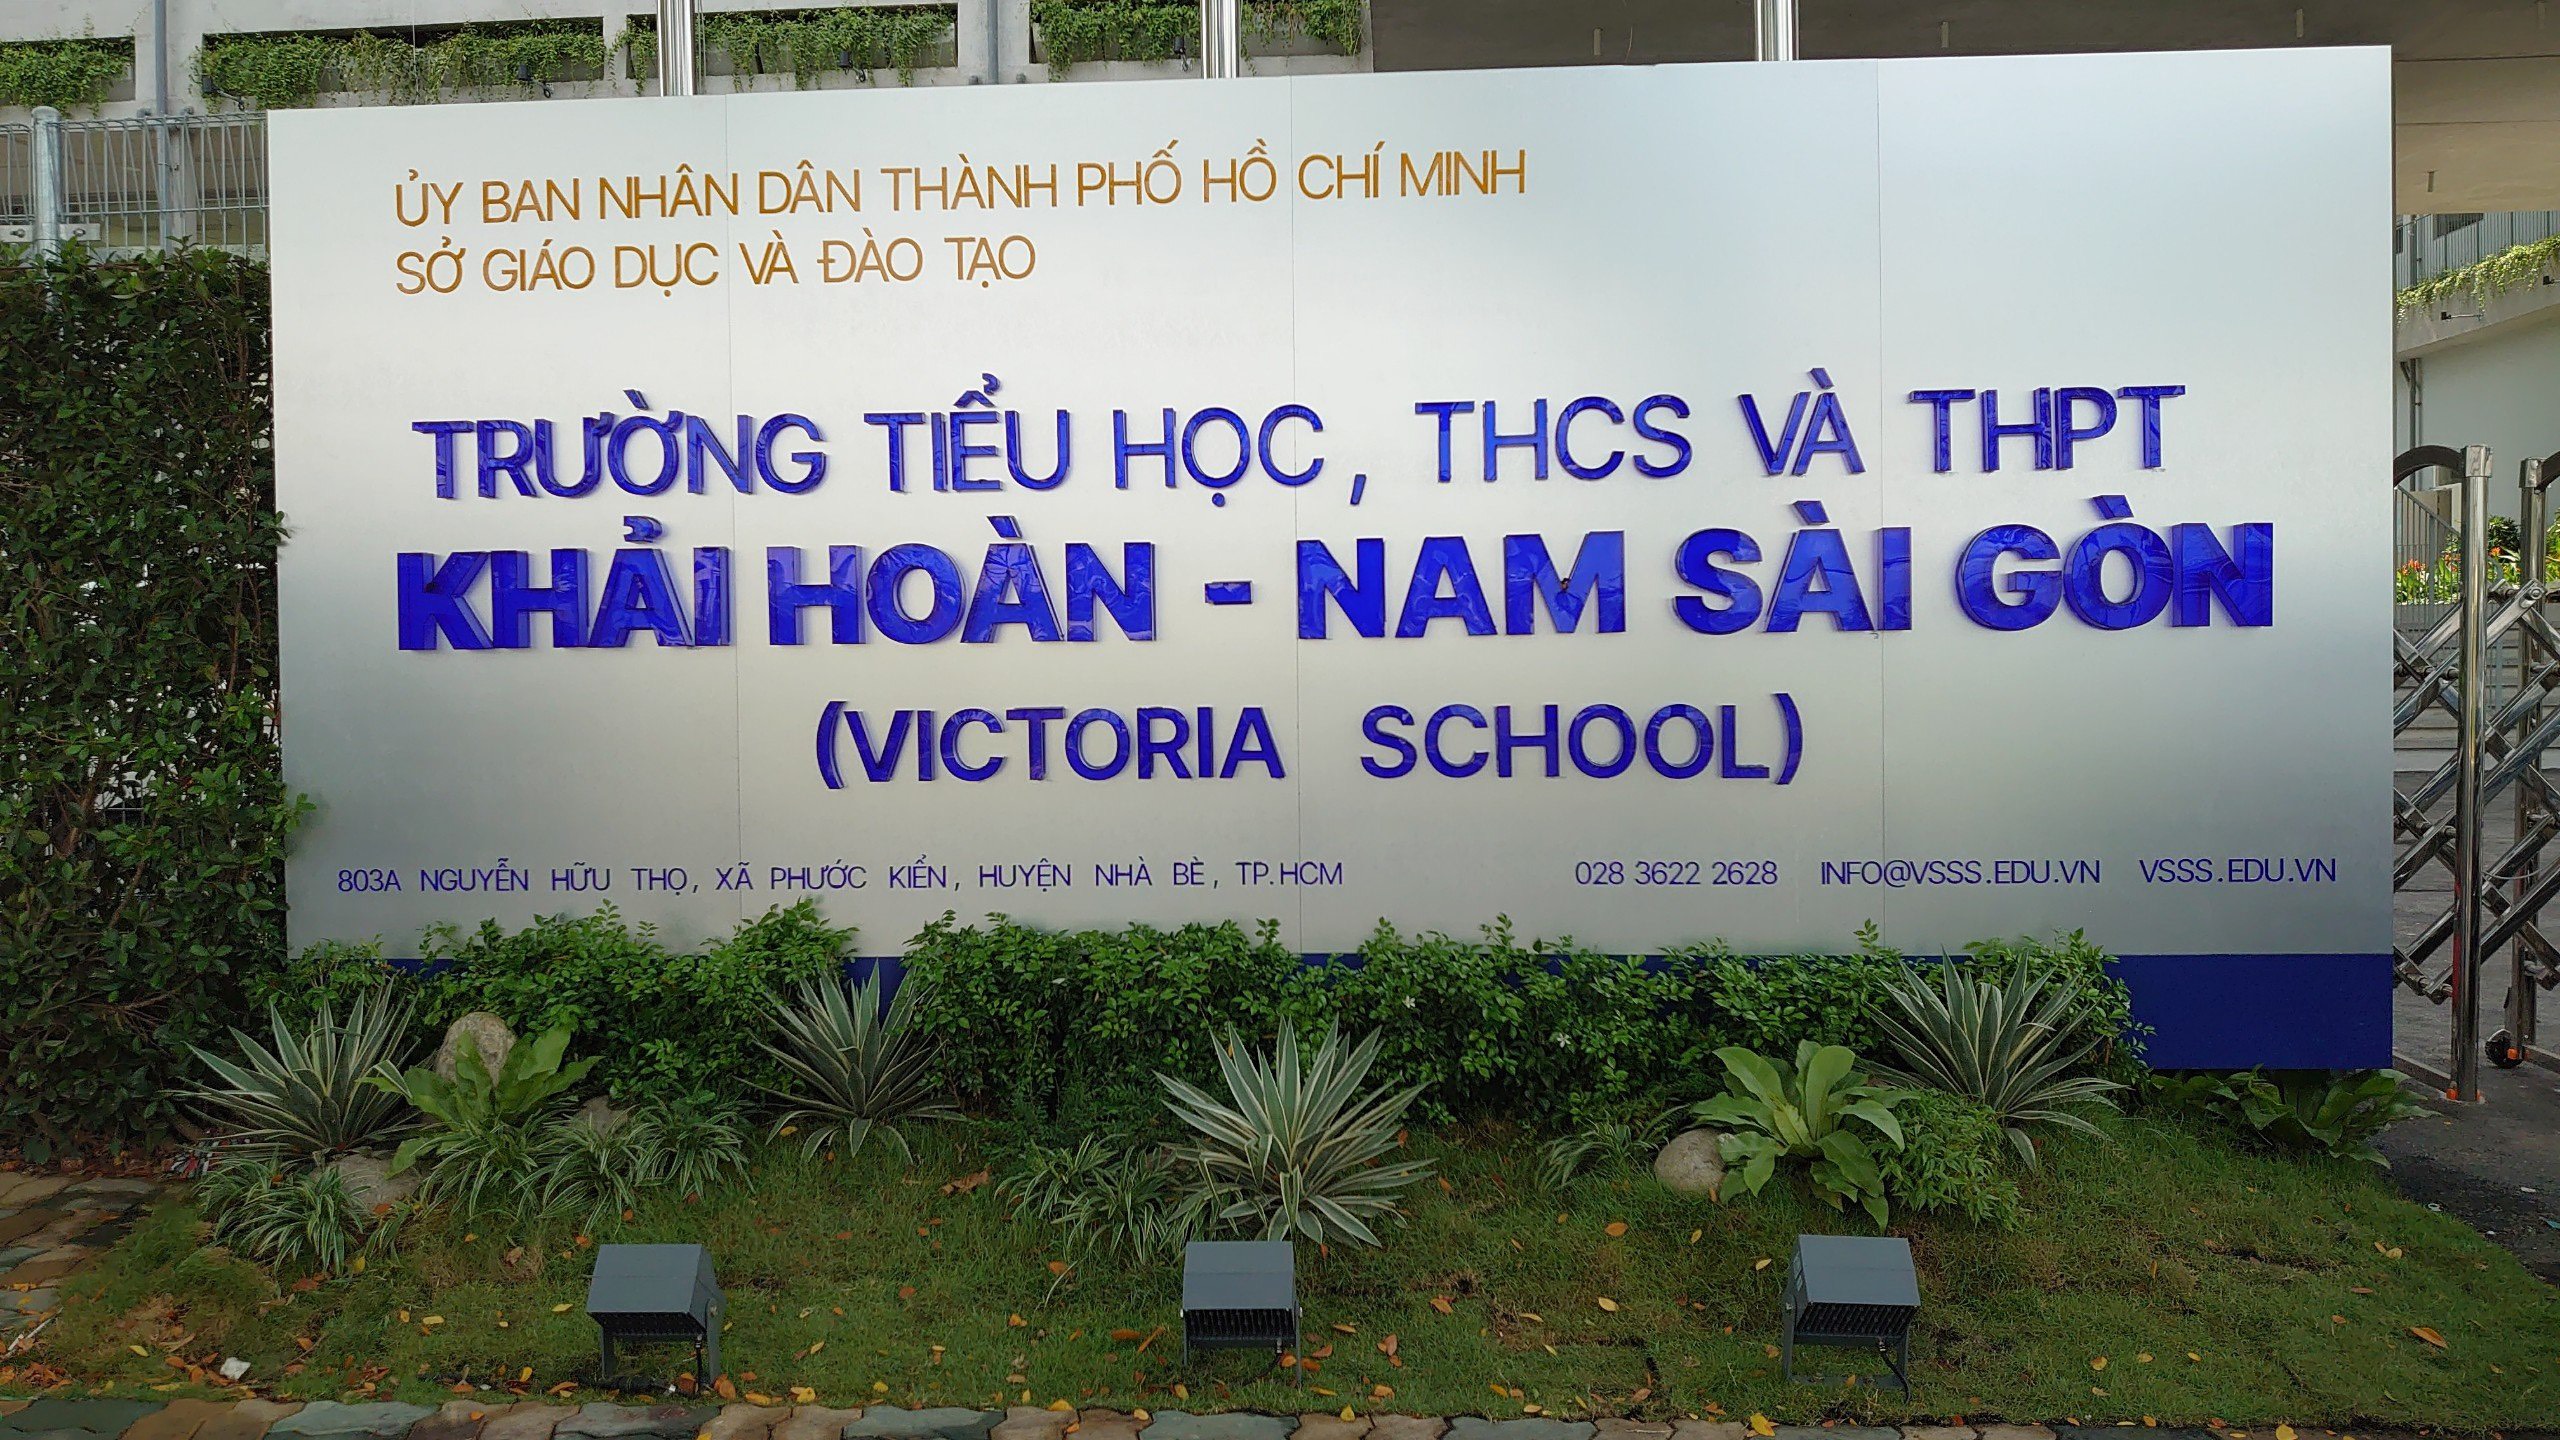 ỦY BAN NHÂN DÂN THÀNH PHỐ HỒ CHÍ MINH
SỞ GIÁO DỤC VÀ ĐÀO TẠO
TRƯỜNG TIỂU HỌC, THCS VÀ THPT
KHẢI HOÀN - NAM SÀI GÒN
(VICTORIA SCHOOL)
803A NGUYỄN HỮU THỌ, XÃ PHƯỚC KIỂN, HUYỆN NHÀ BÈ, TP.HCM 028 3622 2628 INFO@VSSS.EDU.VN VSSS.EDU.VN